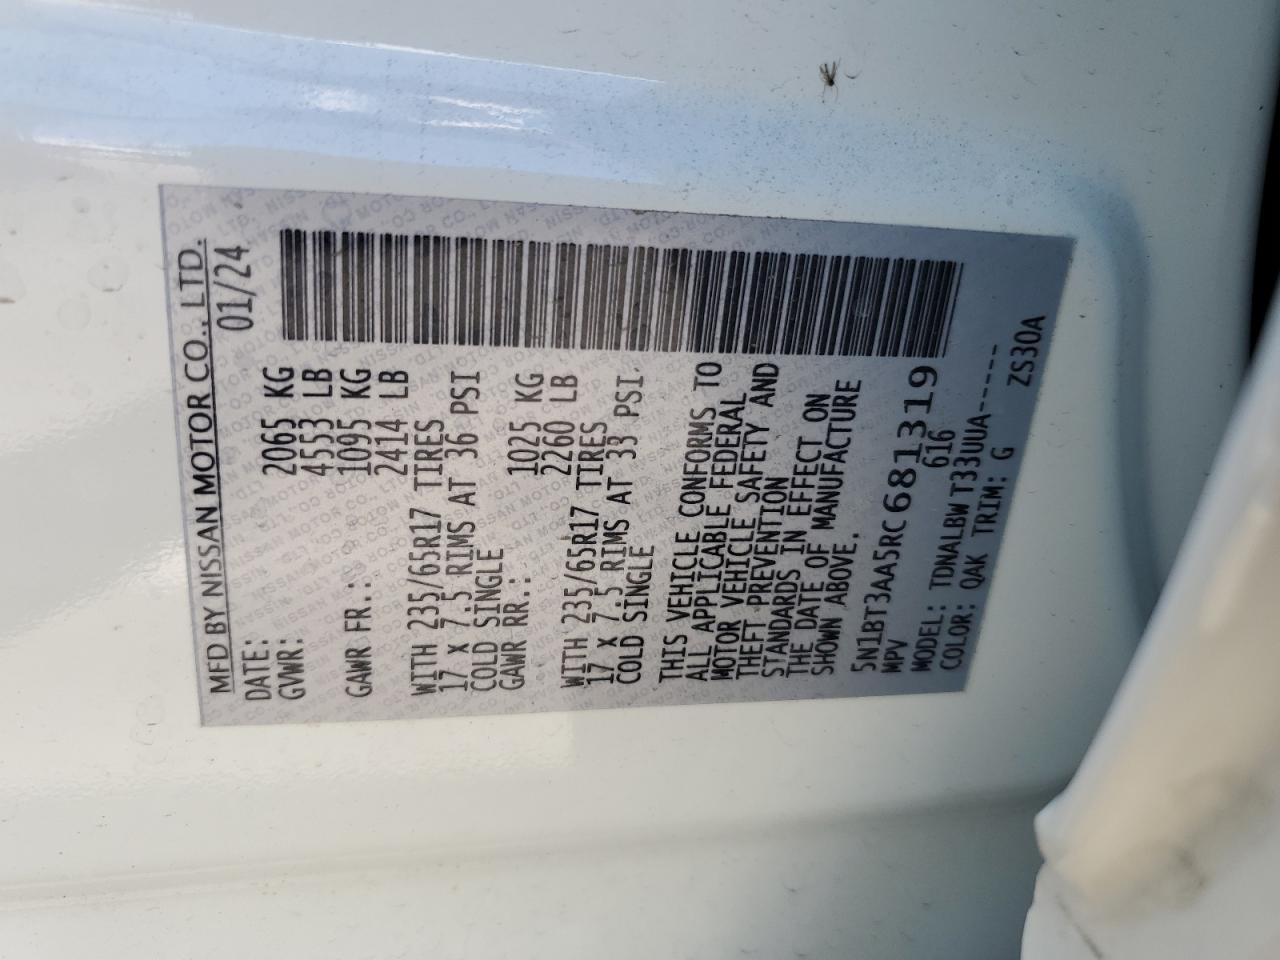 MFD BY NISSAN MOTOR CO., LTD.
DATE: 01/24
GVWR: 2065 KG
4553 LB
GAWR FR.: 1095 KG
2414 LB
WITH 235/65R17 TIRES
17 X 7.5 RIMS AT 36 PSI
COLD SINGLE
GAWR RR.: 1025 KG
2260 LB
WITH 235/65R17 TIRES
17 X 7.5 RIMS AT 33 PSI
COLD SINGLE
THIS VEHICLE CONFORMS TO
ALL APPLICABLE FEDERAL
MOTOR VEHICLE SAFETY AND
THEFT PREVENTION
STANDARDS IN EFFECT ON
THE DATE OF MANUFACTURE
SHOWN ABOVE.
5N1BT3AA5RC681319
MPV 616
MODEL: TDNALBWT33UUA-----
COLOR: QAK TRIM: G ZS30A